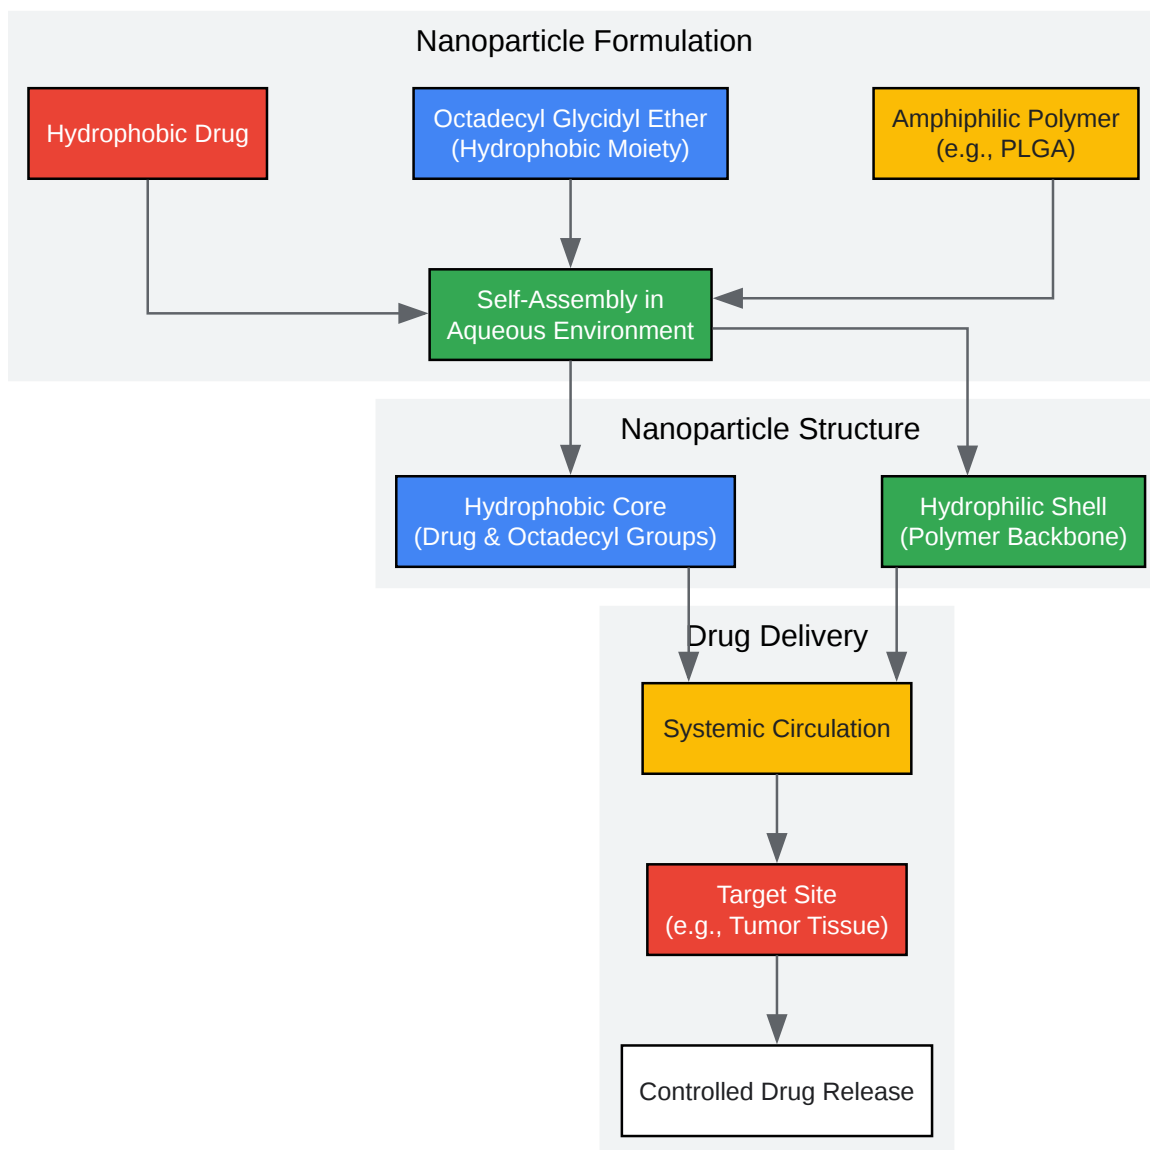 Nanoparticle Formulation
Hydrophobic Drug
Octadecyl Glycidyl Ether
(Hydrophobic Moiety)
Amphiphilic Polymer
(e.g., PLGA)
Self-Assembly in
Aqueous Environment
Nanoparticle Structure
Hydrophobic Core
(Drug & Octadecyl Groups)
Hydrophilic Shell
(Polymer Backbone)
Drug Delivery
Systemic Circulation
Target Site
(e.g., Tumor Tissue)
Controlled Drug Release